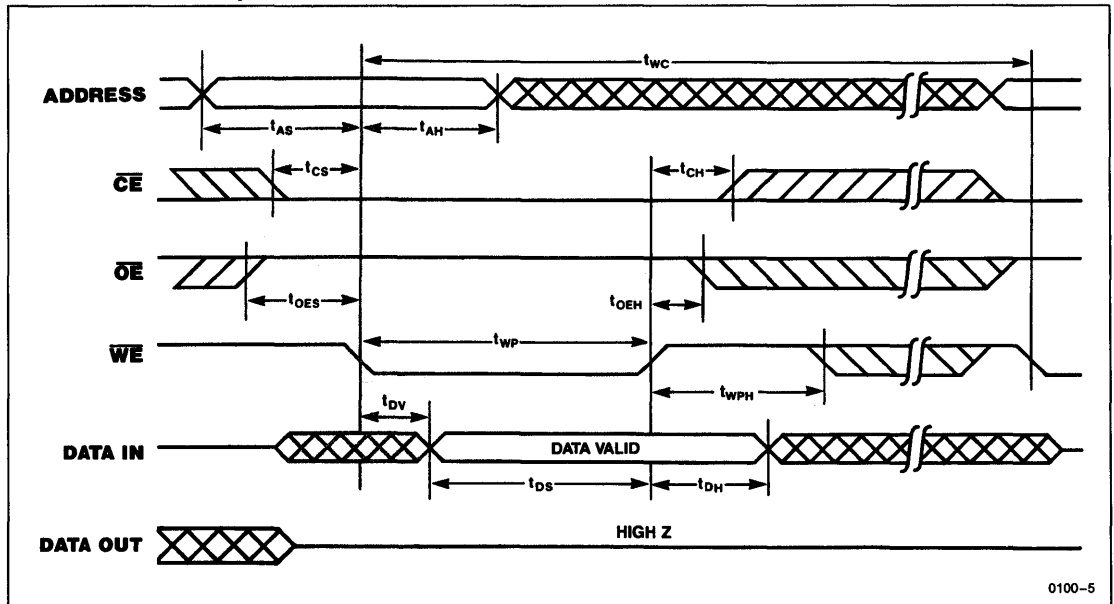 tWC
ADDRESS
tAS
tAH
CE
tCS
tCH
OE
tOES
tOEH
WE
tWP
tWPH
tDV
DATA IN
DATA VALID
tDS
tDH
DATA OUT
HIGH Z
0100-5